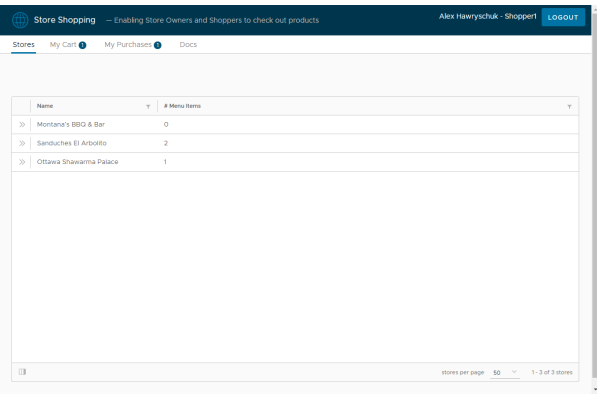 Store Shopping — Enabling Store Owners and Shoppers to check out products
Alex Hawryschuk - Shopper1 LOGOUT
Stores My Cart 1 My Purchases 1 Docs
Name # Menu Items
Montana's BBQ & Bar 0
Sanduches El Arbolito 2
Ottawa Shawarma Palace 1
stores per page 50 1 - 3 of 3 stores